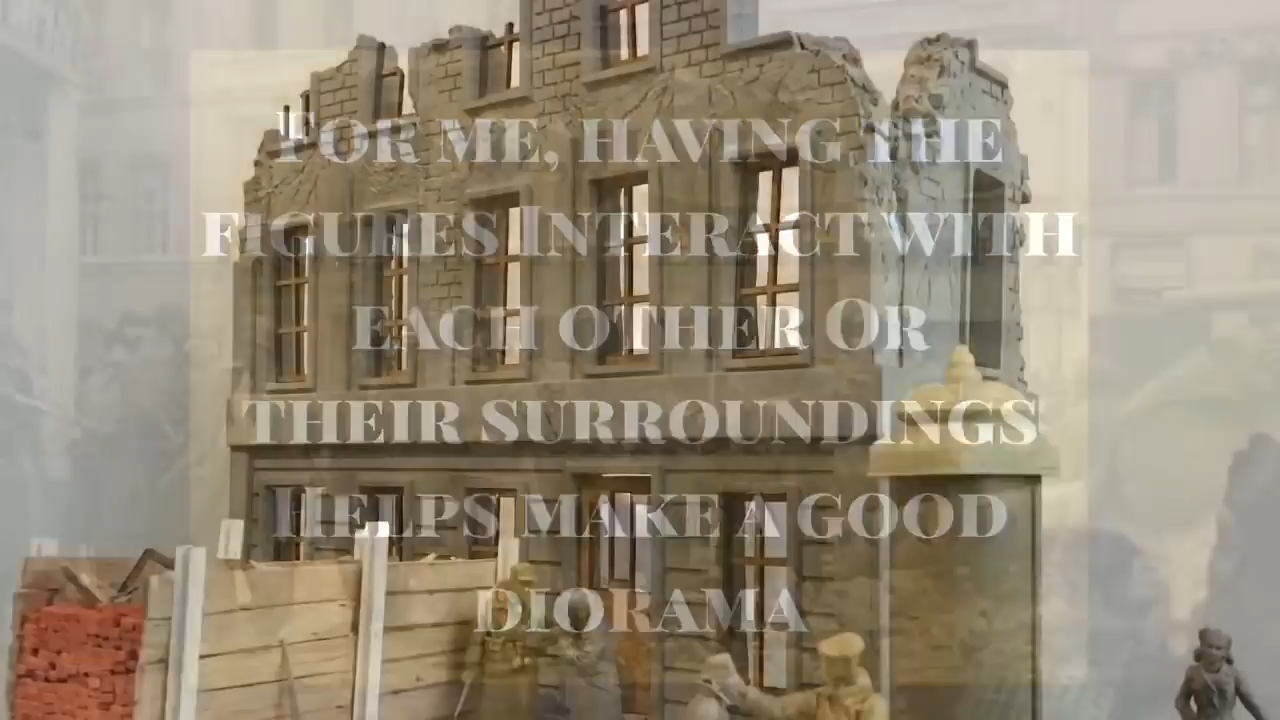 For me, having the
figures Interact with
each other Or
their surroundings
Helps make a good
diorama